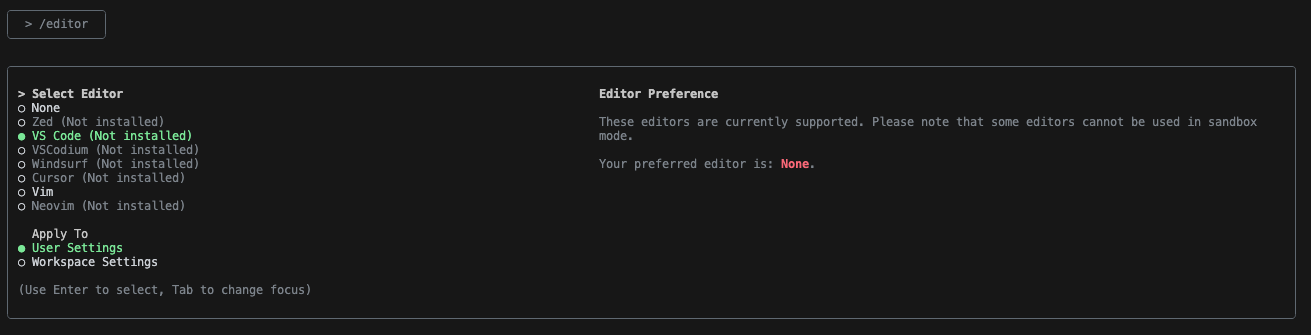 > /editor
> Select Editor
○ None
○ Zed (Not installed)
● VS Code (Not installed)
○ VSCodium (Not installed)
○ Windsurf (Not installed)
○ Cursor (Not installed)
○ Vim
○ Neovim (Not installed)
Apply To
● User Settings
○ Workspace Settings
(Use Enter to select, Tab to change focus)
Editor Preference
These editors are currently supported. Please note that some editors cannot be used in sandbox
mode.
Your preferred editor is: None.